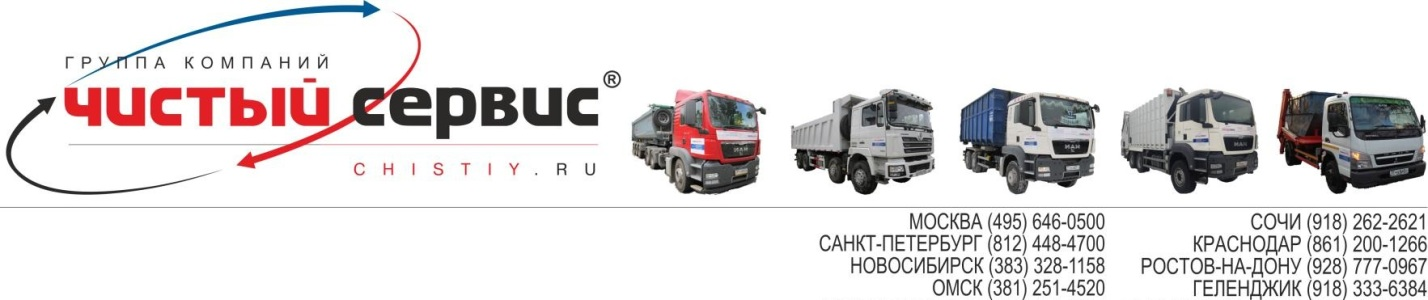 ГРУППА КОМПАНИЙ
ЧИСТЫЙ СЕРВИС®
CHISTIY.RU
МОСКВА (495) 646-0500
САНКТ-ПЕТЕРБУРГ (812) 448-4700
НОВОСИБИРСК (383) 328-1158
ОМСК (381) 251-4520
СОЧИ (918) 262-2621
КРАСНОДАР (861) 200-1266
РОСТОВ-НА-ДОНУ (928) 777-0967
ГЕЛЕНДЖИК (918) 333-6384